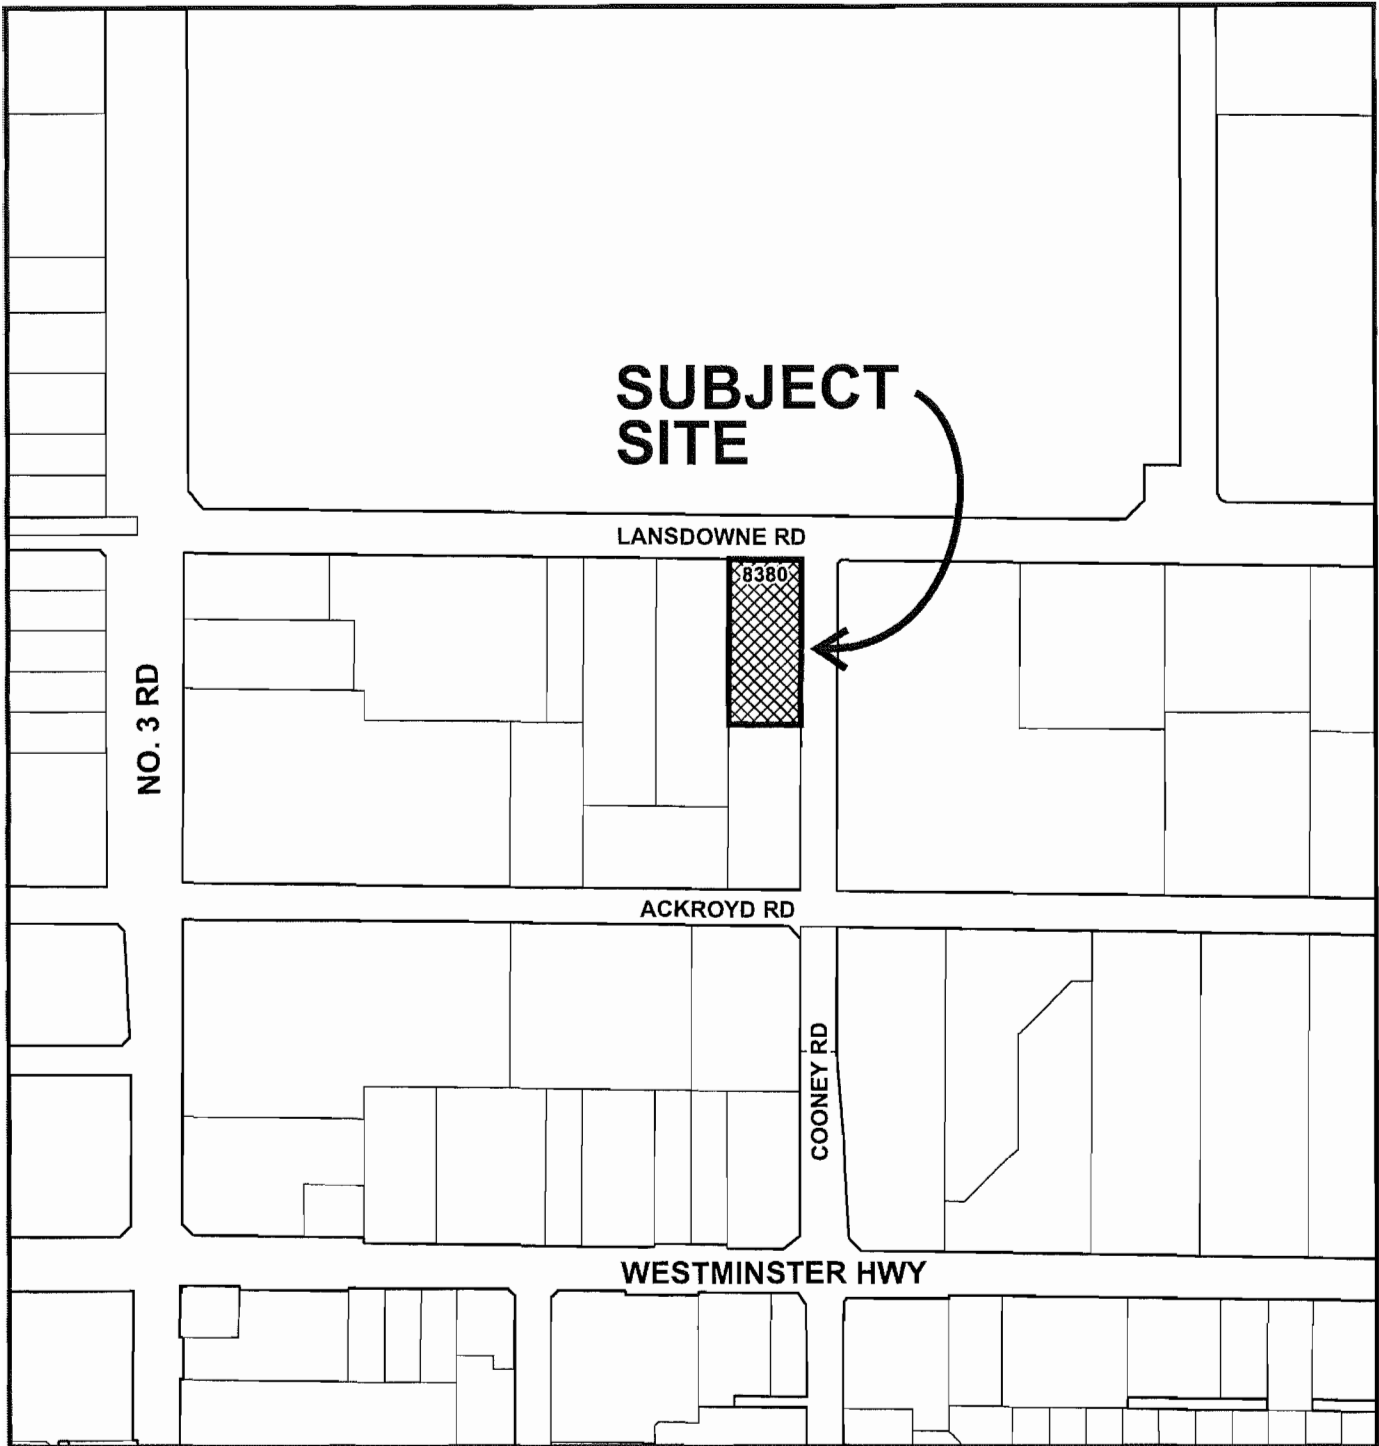 SUBJECT
SITE
LANSDOWNE RD
8380
NO. 3 RD
ACKROYD RD
COONEY RD
WESTMINSTER HWY